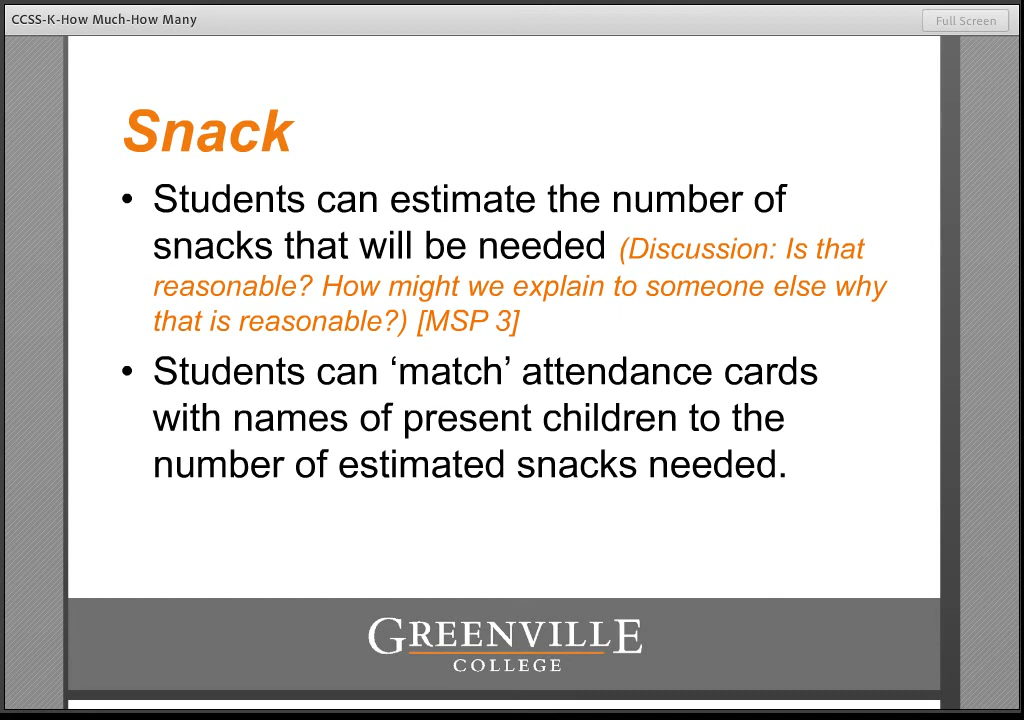 CCSS-K-How Much-How Many
Full Screen
Snack
• Students can estimate the number of
snacks that will be needed (Discussion: Is that
reasonable? How might we explain to someone else why
that is reasonable?) [MSP 3]
• Students can ‘match’ attendance cards
with names of present children to the
number of estimated snacks needed.
GREENVILLE
COLLEGE